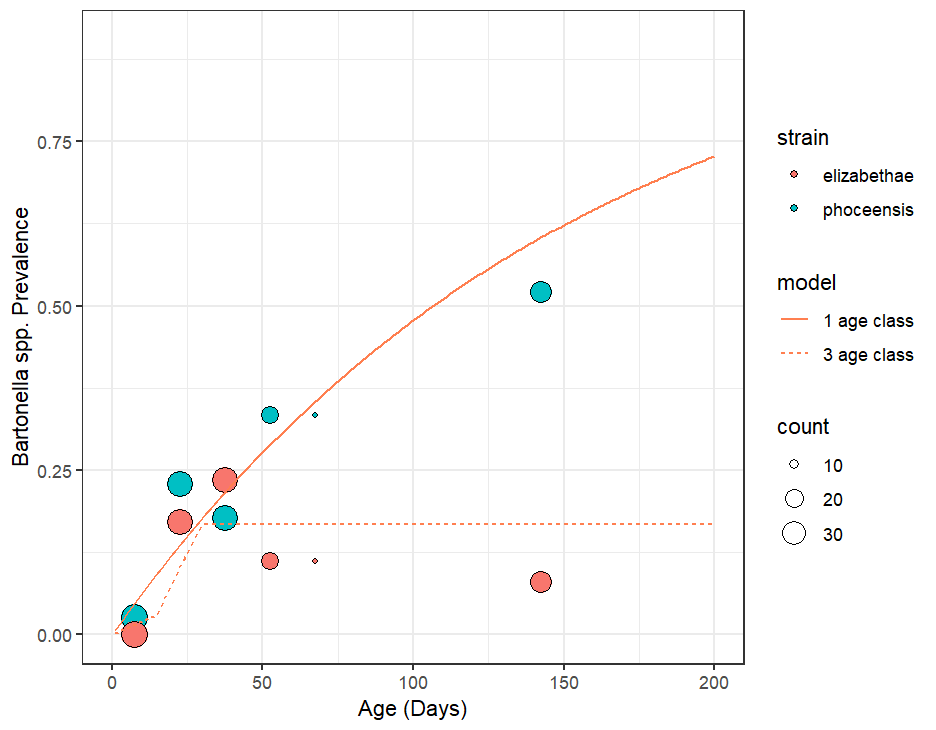 Bartonella spp. Prevalence
0.75
0.50
0.25
0.00
0
50
100
150
200
Age (Days)
strain
elizabethae
phoceensis
model
1 age class
3 age class
count
10
20
30